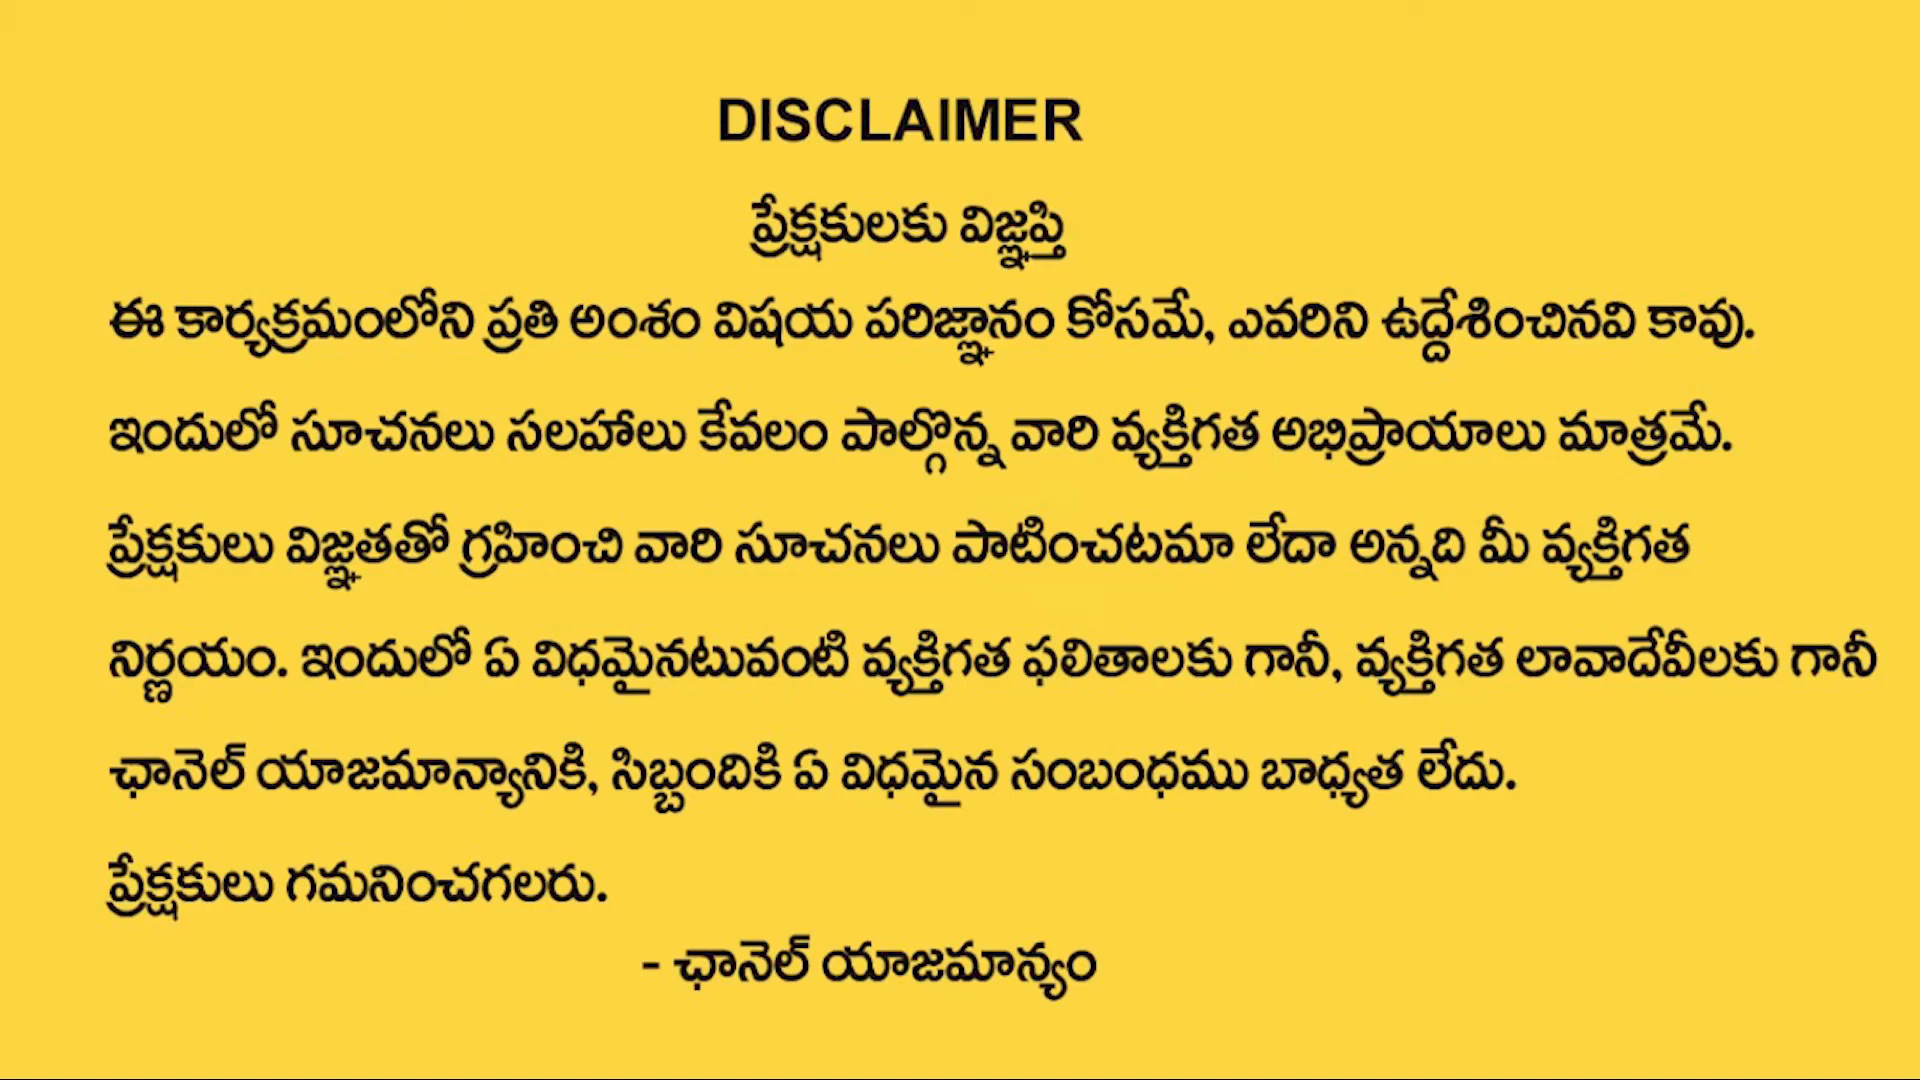 DISCLAIMER
ప్రేక్షకులకు విజ్ఞప్తి
ఈ కార్యక్రమంలోని ప్రతి అంశం విషయ పరిజ్ఞానం కోసమే, ఎవరిని ఉద్దేశించినవి కావు.
ఇందులో సూచనలు సలహాలు కేవలం పాల్గొన్న వారి వ్యక్తిగత అభిప్రాయాలు మాత్రమే.
ప్రేక్షకులు విజ్ఞతతో గ్రహించి వారి సూచనలు పాటించటమా లేదా అన్నది మీ వ్యక్తిగత
నిర్ణయం. ఇందులో ఏ విధమైనటువంటి వ్యక్తిగత ఫలితాలకు గానీ, వ్యక్తిగత లావాదేవీలకు గానీ
ఛానెల్ యాజమాన్యానికి, సిబ్బందికి ఏ విధమైన సంబంధము బాధ్యత లేదు.
ప్రేక్షకులు గమనించగలరు.
- ఛానెల్ యాజమాన్యం